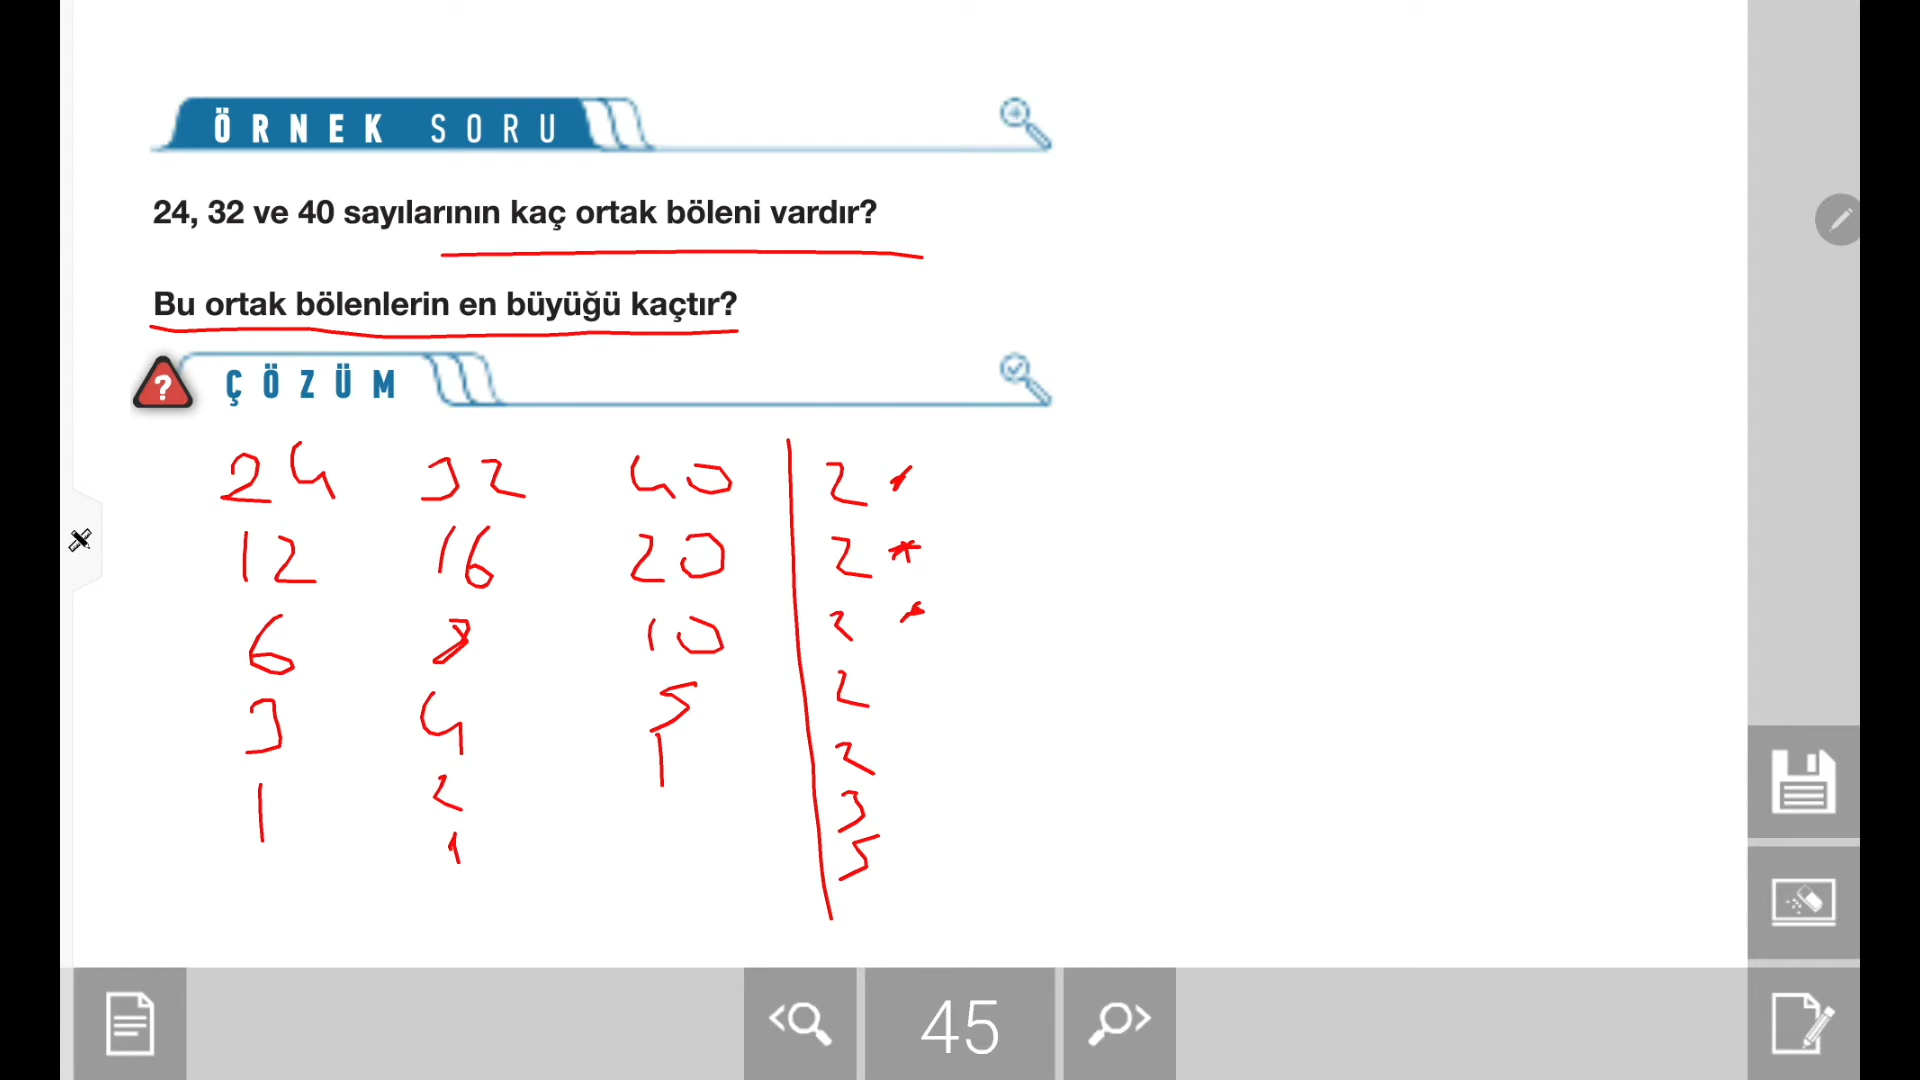 ÖRNEK SORU
24, 32 ve 40 sayılarının kaç ortak böleni vardır?
Bu ortak bölenlerin en büyüğü kaçtır?
?
ÇÖZÜM
24 32 40 2 *
12 16 20 2 *
6 8 10 2 *
3 4 5 2
1 2 1 2
1 3
5
45